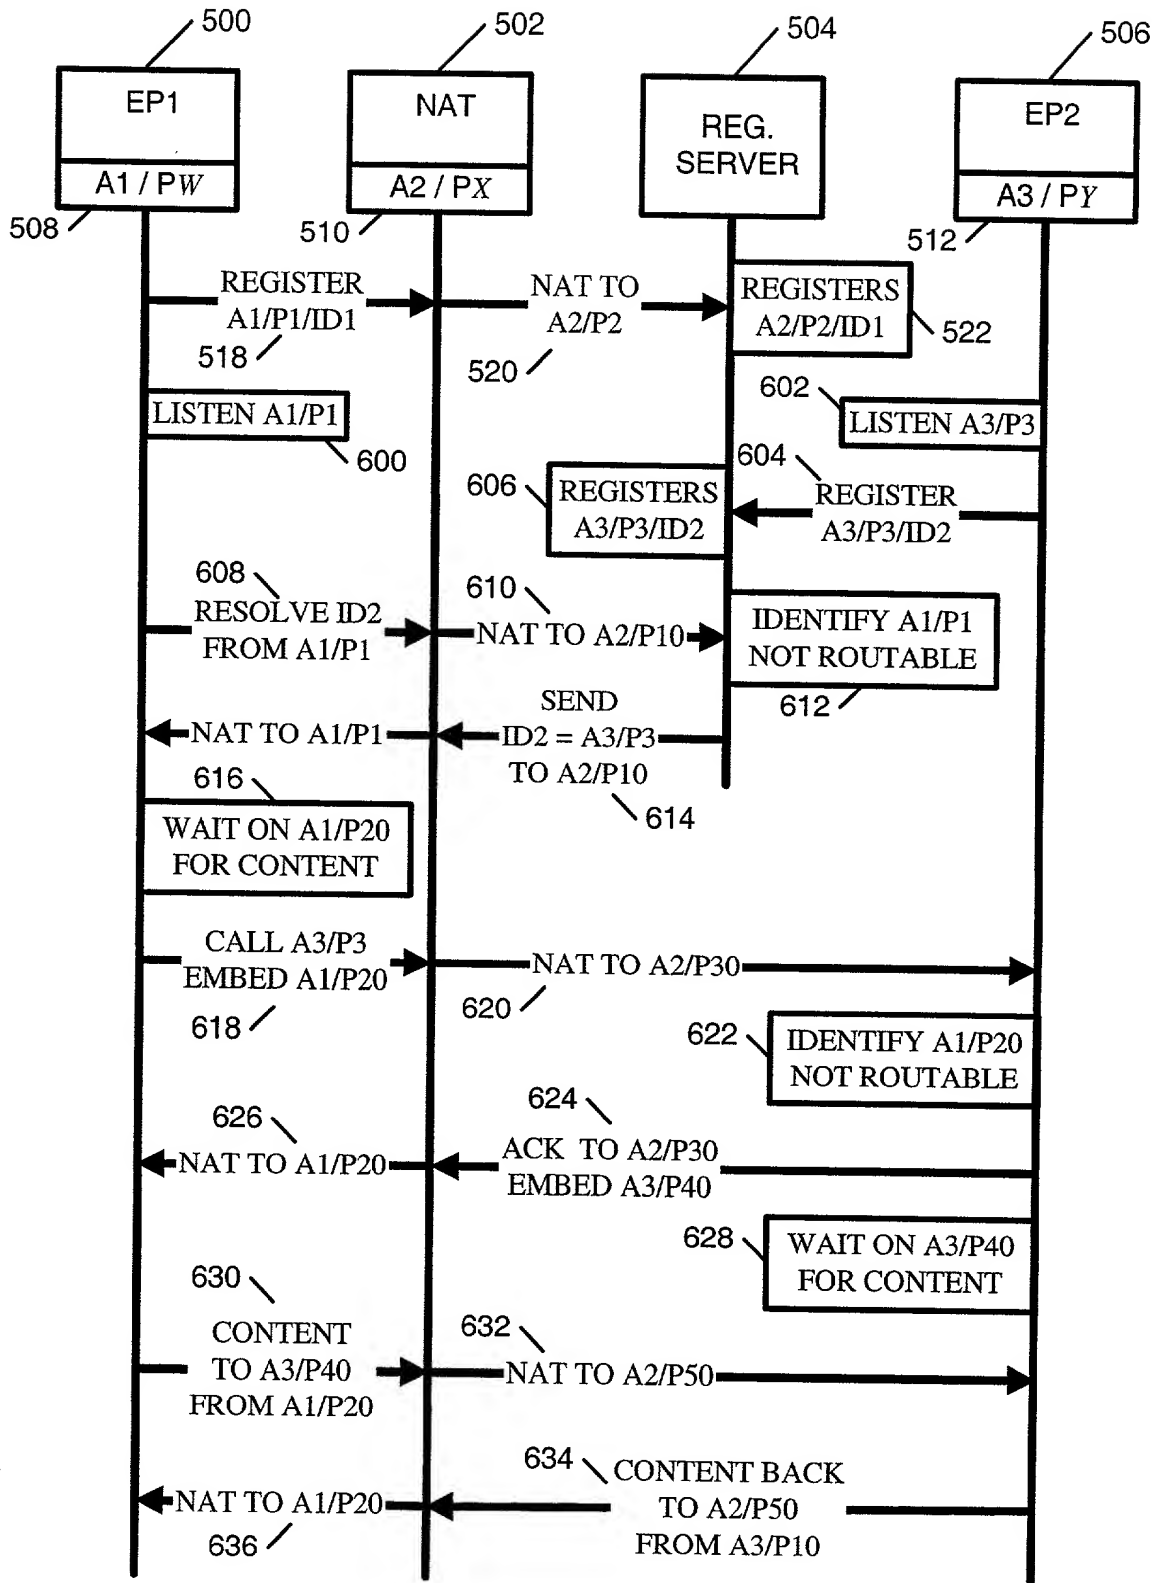 500
502
504
506
EP1
NAT
REG.
SERVER
EP2
A1 / PW
A2 / PX
A3 / PY
508
510
512
REGISTER
A1/P1/ID1
518
NAT TO
A2/P2
520
REGISTERS
A2/P2/ID1
522
LISTEN A1/P1
600
602
LISTEN A3/P3
604
REGISTER
A3/P3/ID2
606
REGISTERS
A3/P3/ID2
608
RESOLVE ID2
FROM A1/P1
610
NAT TO A2/P10
IDENTIFY A1/P1
NOT ROUTABLE
612
SEND
ID2 = A3/P3
TO A2/P10
614
NAT TO A1/P1
616
WAIT ON A1/P20
FOR CONTENT
CALL A3/P3
EMBED A1/P20
618
NAT TO A2/P30
620
622
IDENTIFY A1/P20
NOT ROUTABLE
624
ACK TO A2/P30
EMBED A3/P40
626
NAT TO A1/P20
628
WAIT ON A3/P40
FOR CONTENT
630
CONTENT
TO A3/P40
FROM A1/P20
632
NAT TO A2/P50
634
CONTENT BACK
TO A2/P50
FROM A3/P10
NAT TO A1/P20
636